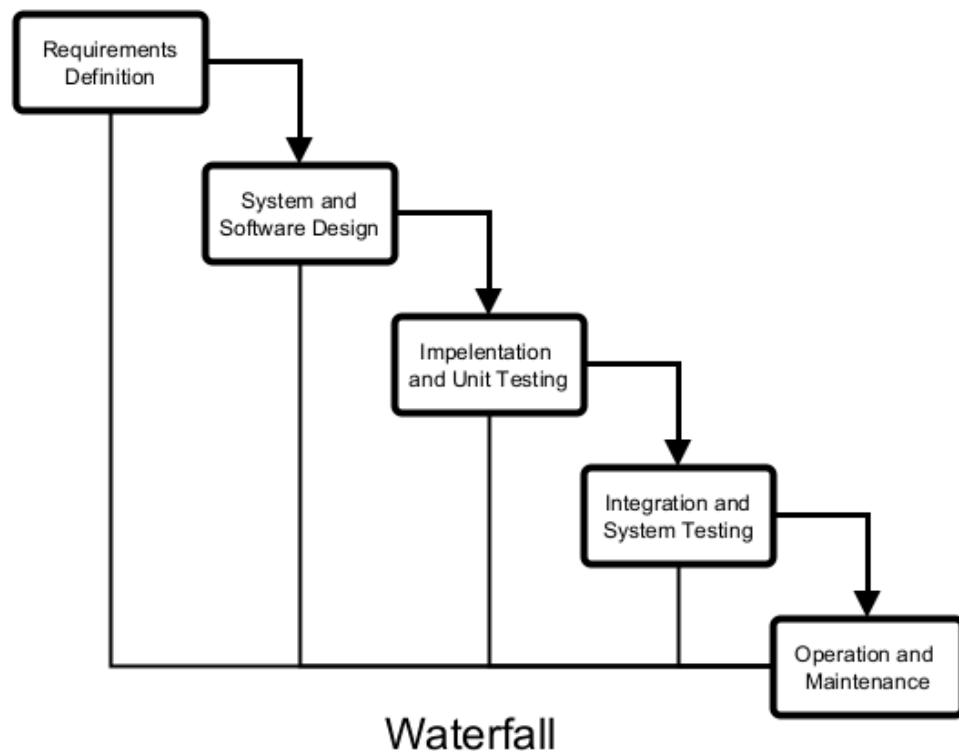 Requirements
Definition
System and
Software Design
Impelentation
and Unit Testing
Integration and
System Testing
Operation and
Maintenance
Waterfall